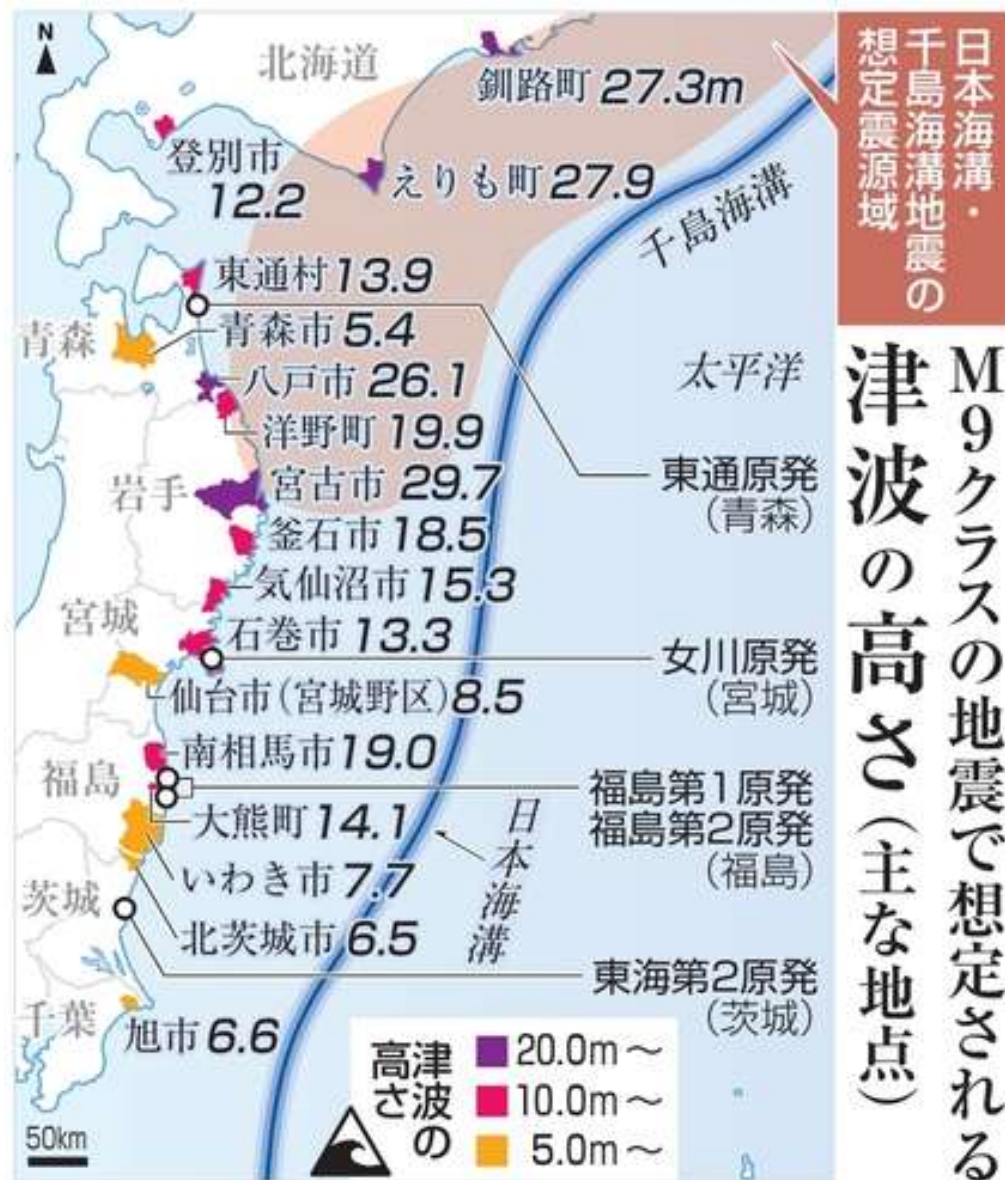 日本海溝・
千島海溝地震の
想定震源域
M9クラスの地震で想定される
津波の高さ(主な地点)
N
北海道
釧路町 27.3m
登別市
12.2
えりも町 27.9
千島海溝
東通村 13.9
青森
青森市 5.4
太平洋
八戸市 26.1
洋野町 19.9
東通原発
(青森)
岩手
宮古市 29.7
釜石市 18.5
気仙沼市 15.3
宮城
石巻市 13.3
女川原発
(宮城)
仙台市(宮城野区) 8.5
南相馬市 19.0
福島
福島第1原発
福島第2原発
(福島)
大熊町 14.1
日本海溝
いわき市 7.7
茨城
北茨城市 6.5
東海第2原発
(茨城)
千葉
旭市 6.6
津波の
高さ
20.0m~
10.0m~
5.0m~
50km